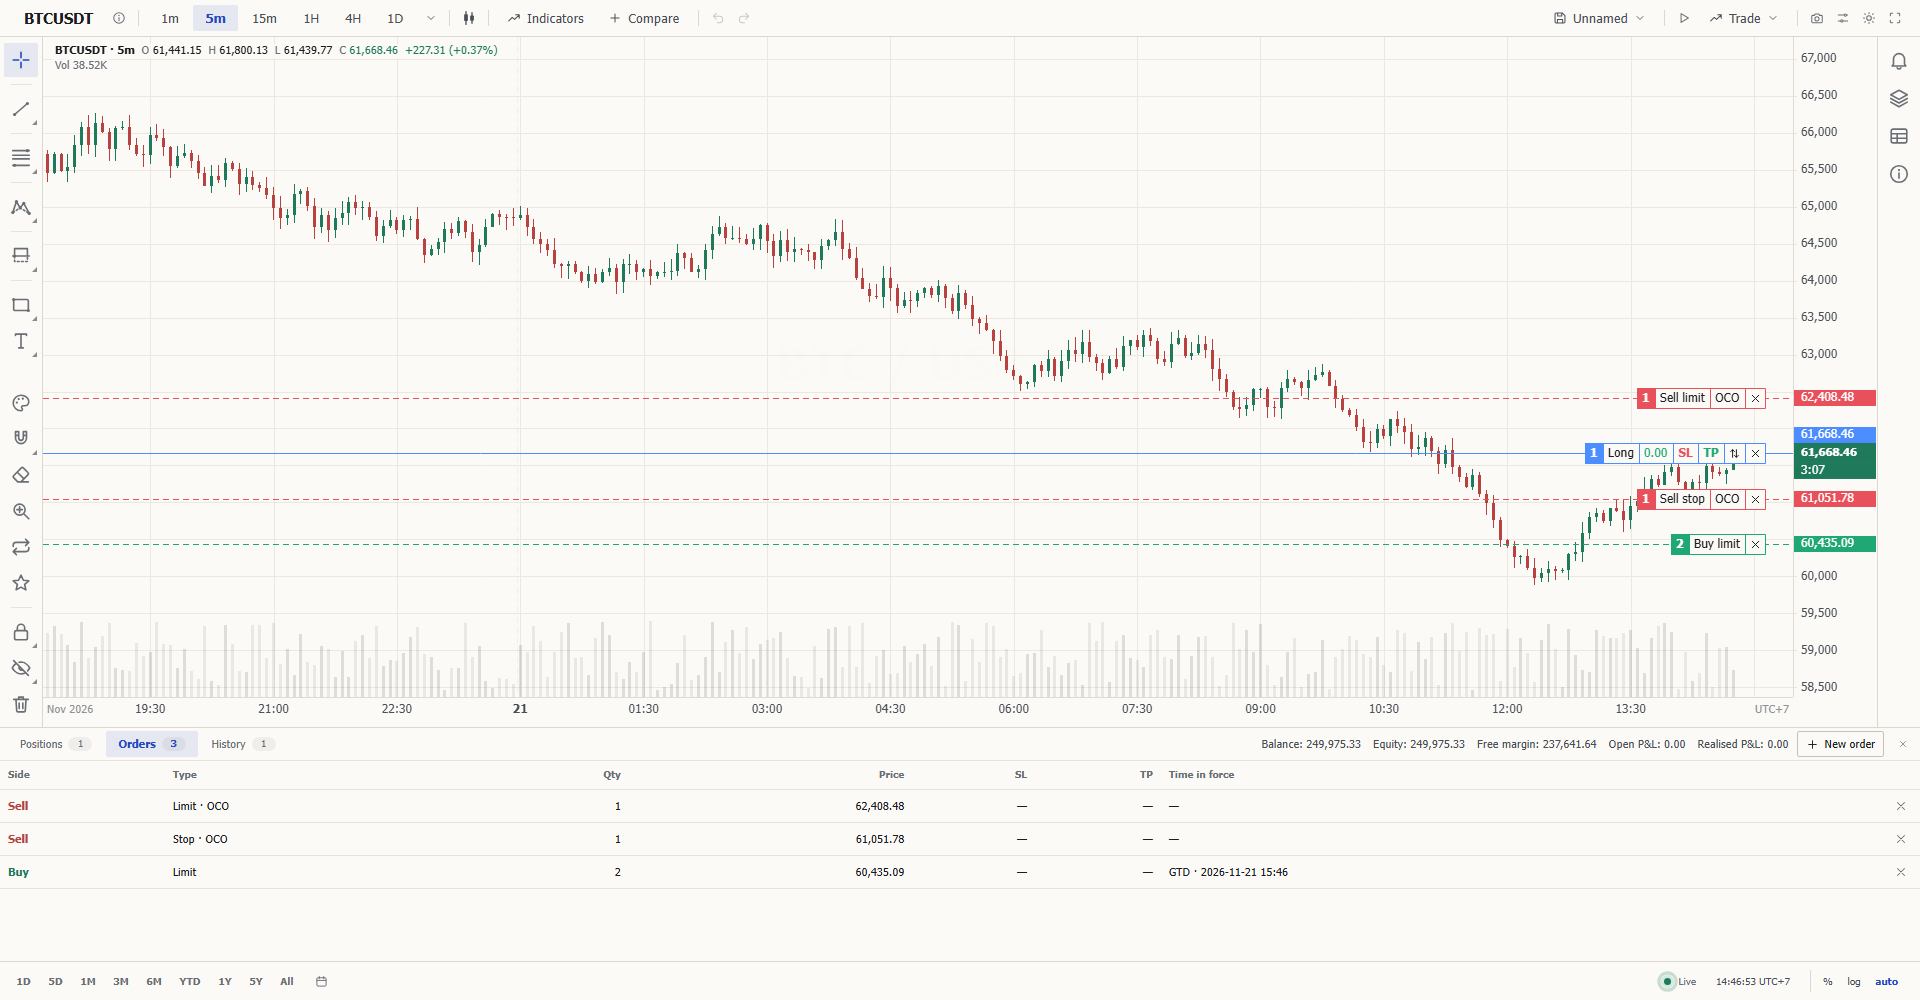 BTCUSDT 1m 5m 15m 1H 4H 1D Indicators Compare Unnamed Trade
BTCUSDT · 5m O 61,441.15 H 61,800.13 L 61,439.77 C 61,668.46 +227.31 (+0.37%)
Vol 38.52K
67,000
66,500
66,000
65,500
65,000
64,500
64,000
63,500
63,000
1 Sell limit OCO 62,408.48
61,668.46
1 Long 0.00 SL TP 61,668.46
3:07
1 Sell stop OCO 61,051.78
2 Buy limit 60,435.09
60,000
59,500
59,000
58,500
Nov 2026 19:30 21:00 22:30 21 01:30 03:00 04:30 06:00 07:30 09:00 10:30 12:00 13:30 UTC+7
Positions 1 Orders 3 History 1 Balance: 249,975.33 Equity: 249,975.33 Free margin: 237,641.64 Open P&L: 0.00 Realised P&L: 0.00 New order
Side Type Qty Price SL TP Time in force
Sell Limit · OCO 1 62,408.48 — — —
Sell Stop · OCO 1 61,051.78 — — —
Buy Limit 2 60,435.09 — — GTD · 2026-11-21 15:46
1D 5D 1M 3M 6M YTD 1Y 5Y All Live 14:46:53 UTC+7 % log auto